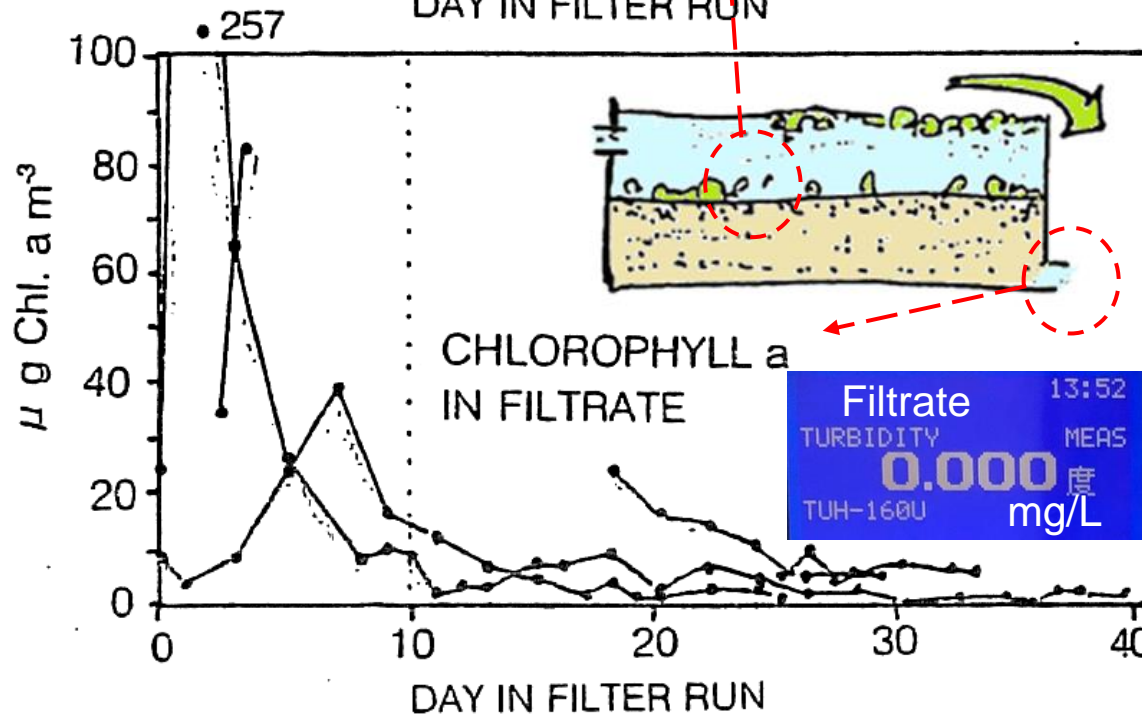 DAY IN FILTER RUN
257
100
80
60
40
20
0
μ g Chl. a m⁻³
CHLOROPHYLL a
IN FILTRATE
Filtrate
13:52
TURBIDITY MEAS
0.000 度
mg/L
TUH-160U
0 10 20 30 40
DAY IN FILTER RUN